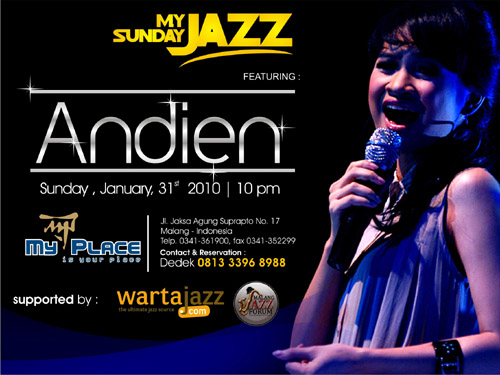 MY
SUNDAY JAZZ
FEATURING :
Andien
Sunday , January, 31st 2010 | 10 pm
MyP
My PLACE
is your place
Jl. Jaksa Agung Suprapto No. 17
Malang - Indonesia
Telp. 0341-361900, fax 0341-352299
Contact & Reservation :
Dedek 0813 3396 8988
supported by :
wartajazz
.com
the ultimate jazz source
MALANG
JAZZ
FORUM